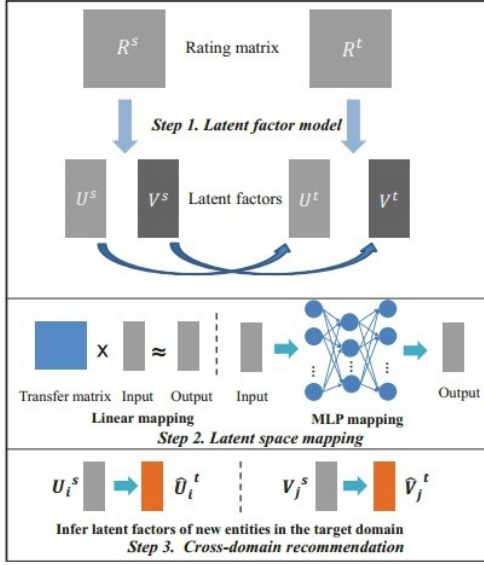 R^s Rating matrix R^t
Step 1. Latent factor model
U^s V^s Latent factors U^t V^t
X ≈
... ... ...
Transfer matrix Input Output Input Output
Linear mapping MLP mapping
Step 2. Latent space mapping
U_i^s Û_i^t V_j^s V̂_j^t
Infer latent factors of new entities in the target domain
Step 3. Cross-domain recommendation